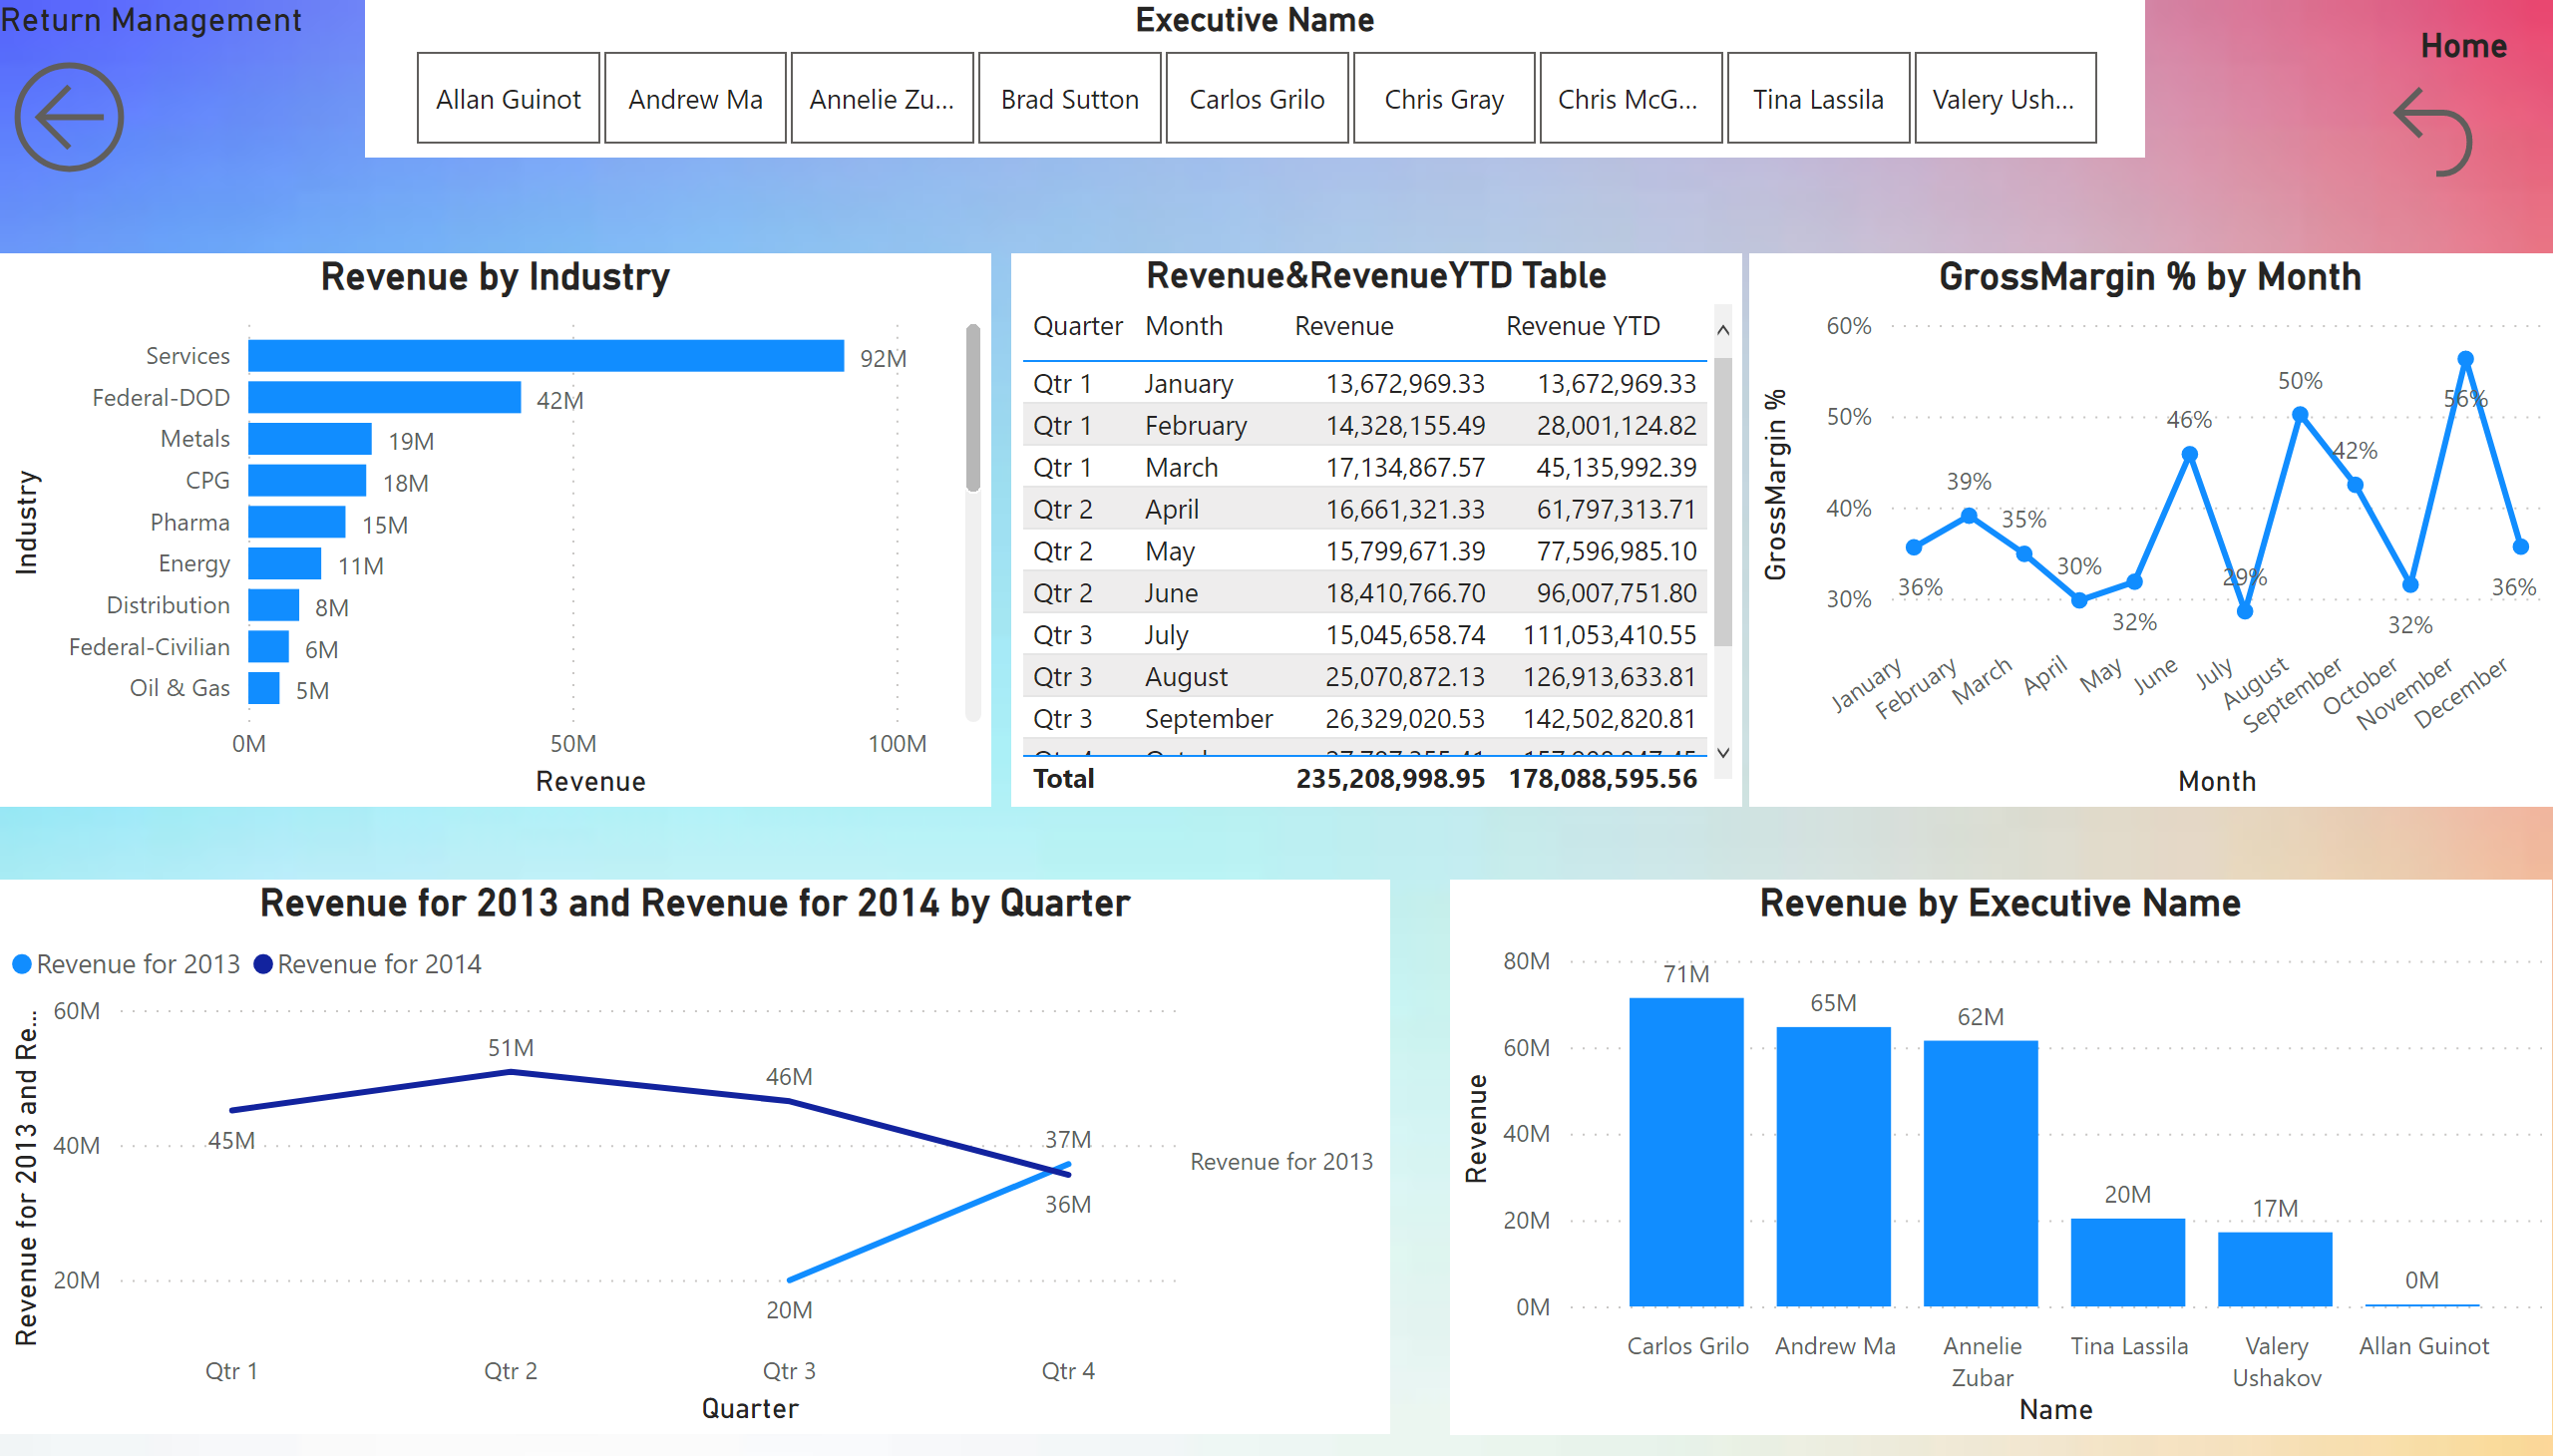 Return Management
Executive Name
Home
Allan Guinot
Andrew Ma
Annelie Zu...
Brad Sutton
Carlos Grilo
Chris Gray
Chris McG...
Tina Lassila
Valery Ush...
Revenue by Industry
Industry
Services 92M
Federal-DOD 42M
Metals 19M
CPG 18M
Pharma 15M
Energy 11M
Distribution 8M
Federal-Civilian 6M
Oil & Gas 5M
0M 50M 100M
Revenue
Revenue&RevenueYTD Table
Quarter Month Revenue Revenue YTD
Qtr 1 January 13,672,969.33 13,672,969.33
Qtr 1 February 14,328,155.49 28,001,124.82
Qtr 1 March 17,134,867.57 45,135,992.39
Qtr 2 April 16,661,321.33 61,797,313.71
Qtr 2 May 15,799,671.39 77,596,985.10
Qtr 2 June 18,410,766.70 96,007,751.80
Qtr 3 July 15,045,658.74 111,053,410.55
Qtr 3 August 25,070,872.13 126,913,633.81
Qtr 3 September 26,329,020.53 142,502,820.81
Total 235,208,998.95 178,088,595.56
GrossMargin % by Month
GrossMargin %
60%
50%
40%
30%
36%
39%
35%
30%
32%
46%
29%
50%
42%
32%
56%
36%
January
February
March
April
May
June
July
August
September
October
November
December
Month
Revenue for 2013 and Revenue for 2014 by Quarter
Revenue for 2013 Revenue for 2014
Revenue for 2013 and Re...
60M
40M
20M
45M
51M
46M
37M
36M
20M
Revenue for 2013
Qtr 1 Qtr 2 Qtr 3 Qtr 4
Quarter
Revenue by Executive Name
Revenue
80M
60M
40M
20M
0M
71M
65M
62M
20M
17M
0M
Carlos Grilo
Andrew Ma
Annelie
Zubar
Tina Lassila
Valery
Ushakov
Allan Guinot
Name